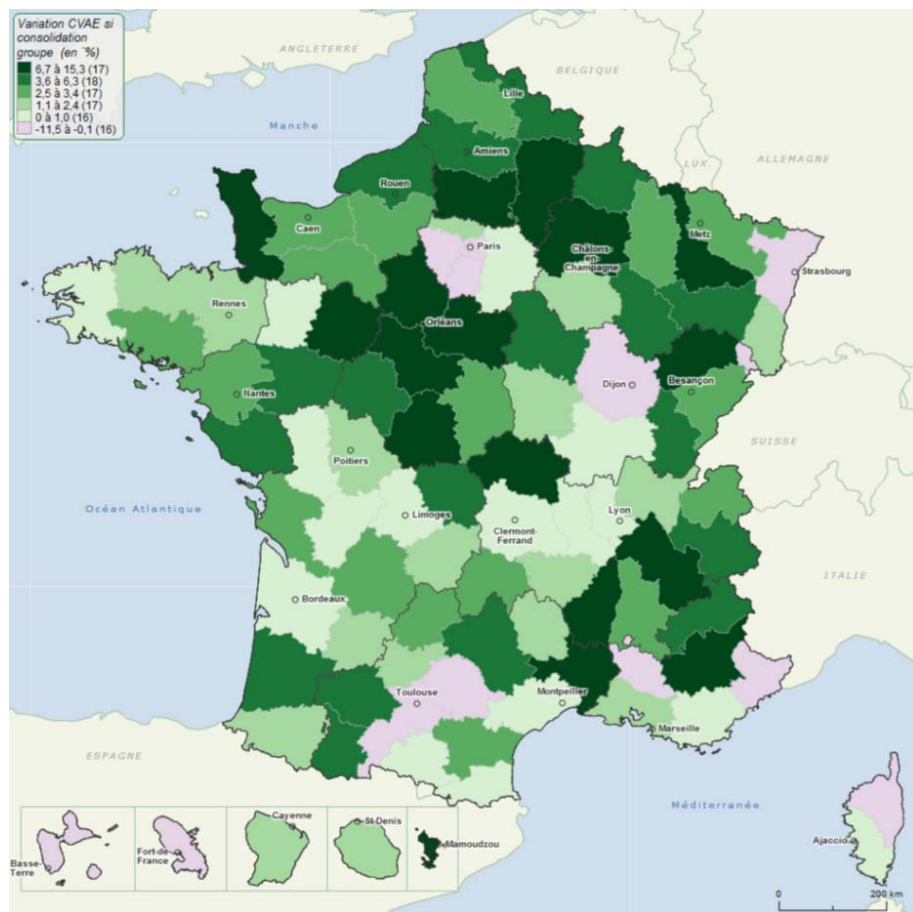 Variation CVAE si
consolidation
groupe (en ¨%)
6,7 à 15,3 (17)
3,6 à 6,3 (18)
2,5 à 3,4 (17)
1,1 à 2,4 (17)
0 à 1,0 (16)
-11,5 à -0,1 (16)
ANGLETERRE
BELGIQUE
Lille
Manche
Amiens
LUX.
ALLEMAGNE
Rouen
Caen
Metz
Paris
Châlons-
en-
Champagne
Strasbourg
Rennes
Orléans
Dijon
Besançon
Nantes
SUISSE
Poitiers
Océan Atlantique
Limoges
Lyon
Clermont-
Ferrand
ITALIE
Bordeaux
Toulouse
Montpellier
Marseille
ESPAGNE
Méditerranée
Cayenne
St-Denis
Mamoudzou
Ajaccio
Basse-
Terre
Fort-de-
France
0
200 km